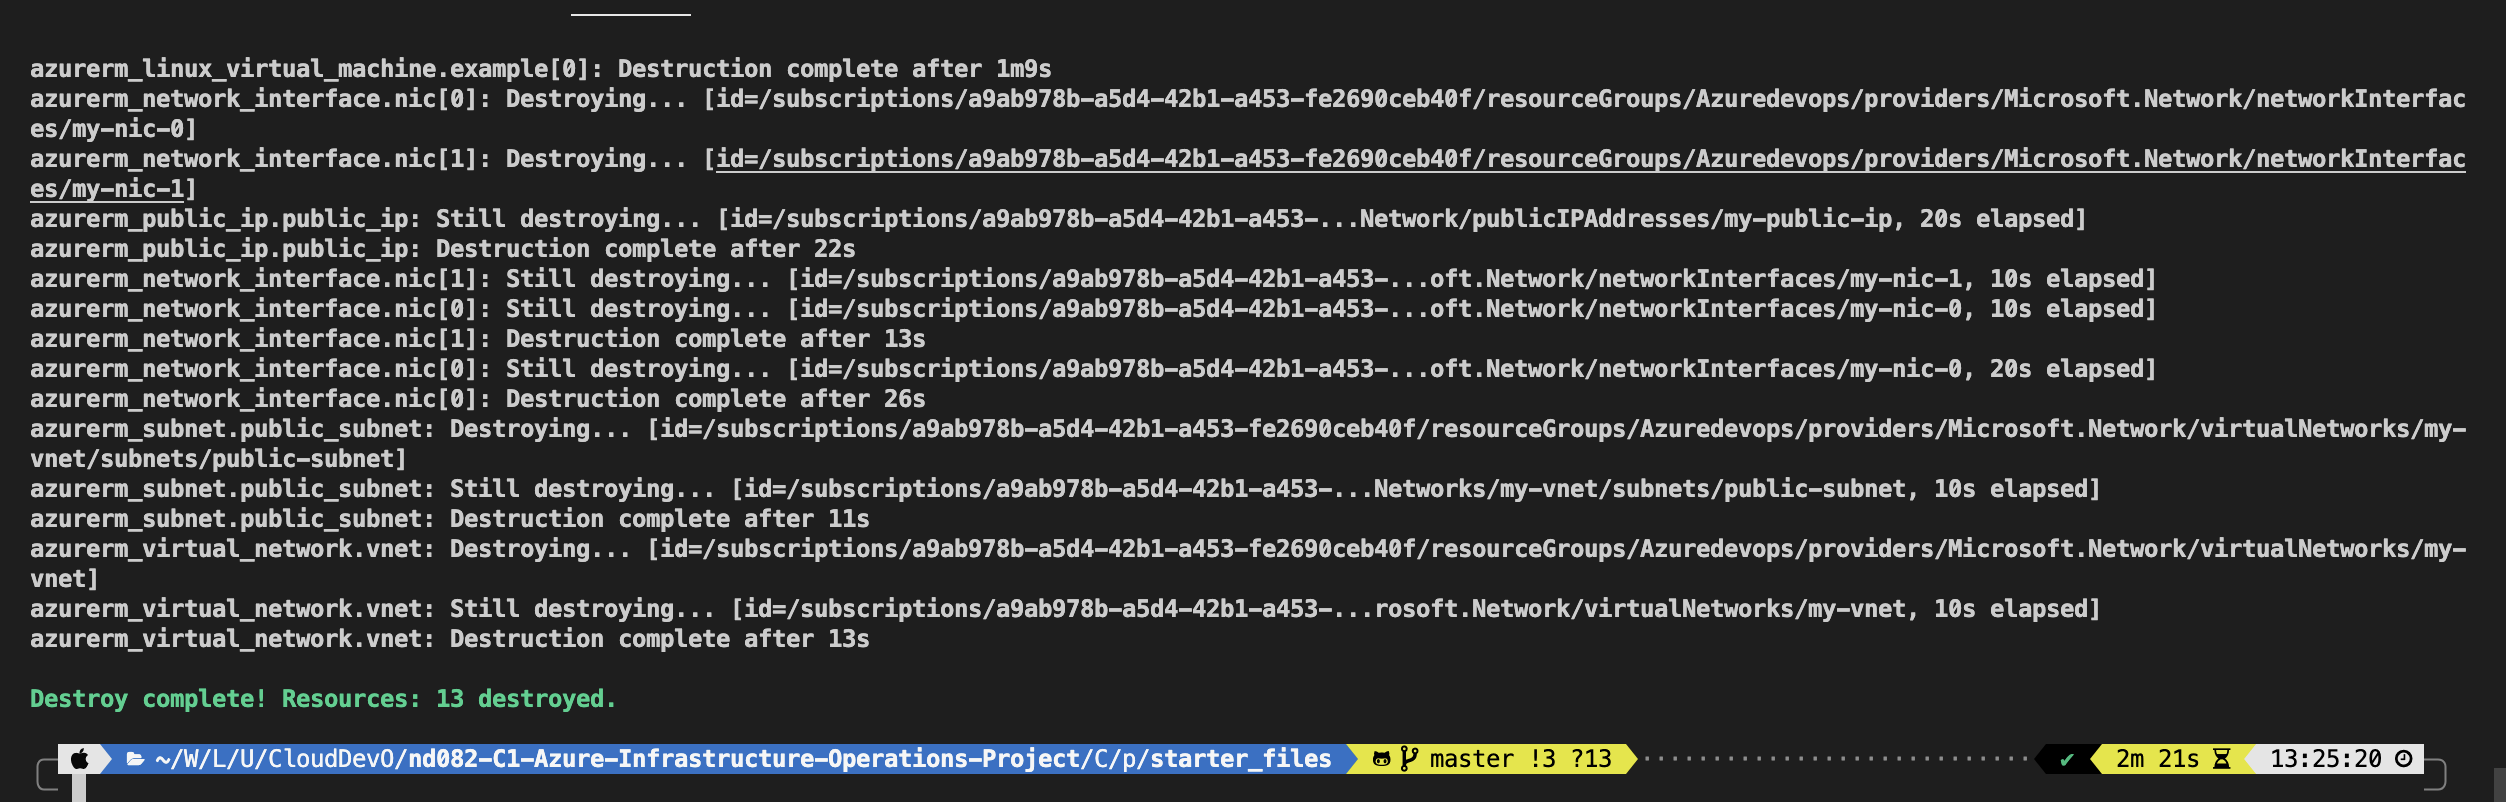 azurerm_linux_virtual_machine.example[0]: Destruction complete after 1m9s
azurerm_network_interface.nic[0]: Destroying... [id=/subscriptions/a9ab978b-a5d4-42b1-a453-fe2690ceb40f/resourceGroups/Azuredevops/providers/Microsoft.Network/networkInterfac
es/my-nic-0]
azurerm_network_interface.nic[1]: Destroying... [id=/subscriptions/a9ab978b-a5d4-42b1-a453-fe2690ceb40f/resourceGroups/Azuredevops/providers/Microsoft.Network/networkInterfac
es/my-nic-1]
azurerm_public_ip.public_ip: Still destroying... [id=/subscriptions/a9ab978b-a5d4-42b1-a453-...Network/publicIPAddresses/my-public-ip, 20s elapsed]
azurerm_public_ip.public_ip: Destruction complete after 22s
azurerm_network_interface.nic[1]: Still destroying... [id=/subscriptions/a9ab978b-a5d4-42b1-a453-...oft.Network/networkInterfaces/my-nic-1, 10s elapsed]
azurerm_network_interface.nic[0]: Still destroying... [id=/subscriptions/a9ab978b-a5d4-42b1-a453-...oft.Network/networkInterfaces/my-nic-0, 10s elapsed]
azurerm_network_interface.nic[1]: Destruction complete after 13s
azurerm_network_interface.nic[0]: Still destroying... [id=/subscriptions/a9ab978b-a5d4-42b1-a453-...oft.Network/networkInterfaces/my-nic-0, 20s elapsed]
azurerm_network_interface.nic[0]: Destruction complete after 26s
azurerm_subnet.public_subnet: Destroying... [id=/subscriptions/a9ab978b-a5d4-42b1-a453-fe2690ceb40f/resourceGroups/Azuredevops/providers/Microsoft.Network/virtualNetworks/my-
vnet/subnets/public-subnet]
azurerm_subnet.public_subnet: Still destroying... [id=/subscriptions/a9ab978b-a5d4-42b1-a453-...Networks/my-vnet/subnets/public-subnet, 10s elapsed]
azurerm_subnet.public_subnet: Destruction complete after 11s
azurerm_virtual_network.vnet: Destroying... [id=/subscriptions/a9ab978b-a5d4-42b1-a453-fe2690ceb40f/resourceGroups/Azuredevops/providers/Microsoft.Network/virtualNetworks/my-
vnet]
azurerm_virtual_network.vnet: Still destroying... [id=/subscriptions/a9ab978b-a5d4-42b1-a453-...rosoft.Network/virtualNetworks/my-vnet, 10s elapsed]
azurerm_virtual_network.vnet: Destruction complete after 13s
Destroy complete! Resources: 13 destroyed.
~/W/L/U/CloudDevO/nd082-C1-Azure-Infrastructure-Operations-Project/C/p/starter_files master !3 ?13 ✔ 2m 21s 13:25:20